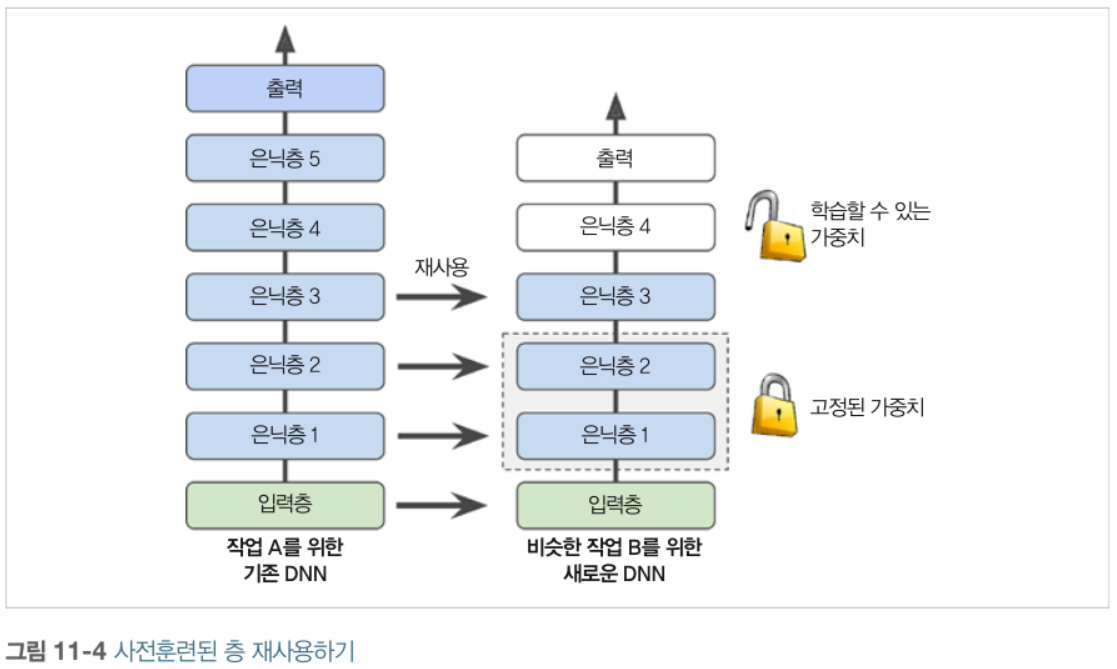 출력
은닉층 5
은닉층 4
은닉층 3
은닉층 2
은닉층 1
입력층
작업 A를 위한
기존 DNN
재사용
출력
은닉층 4
은닉층 3
은닉층 2
은닉층 1
입력층
비슷한 작업 B를 위한
새로운 DNN
학습할 수 있는
가중치
고정된 가중치
그림 11-4 사전훈련된 층 재사용하기